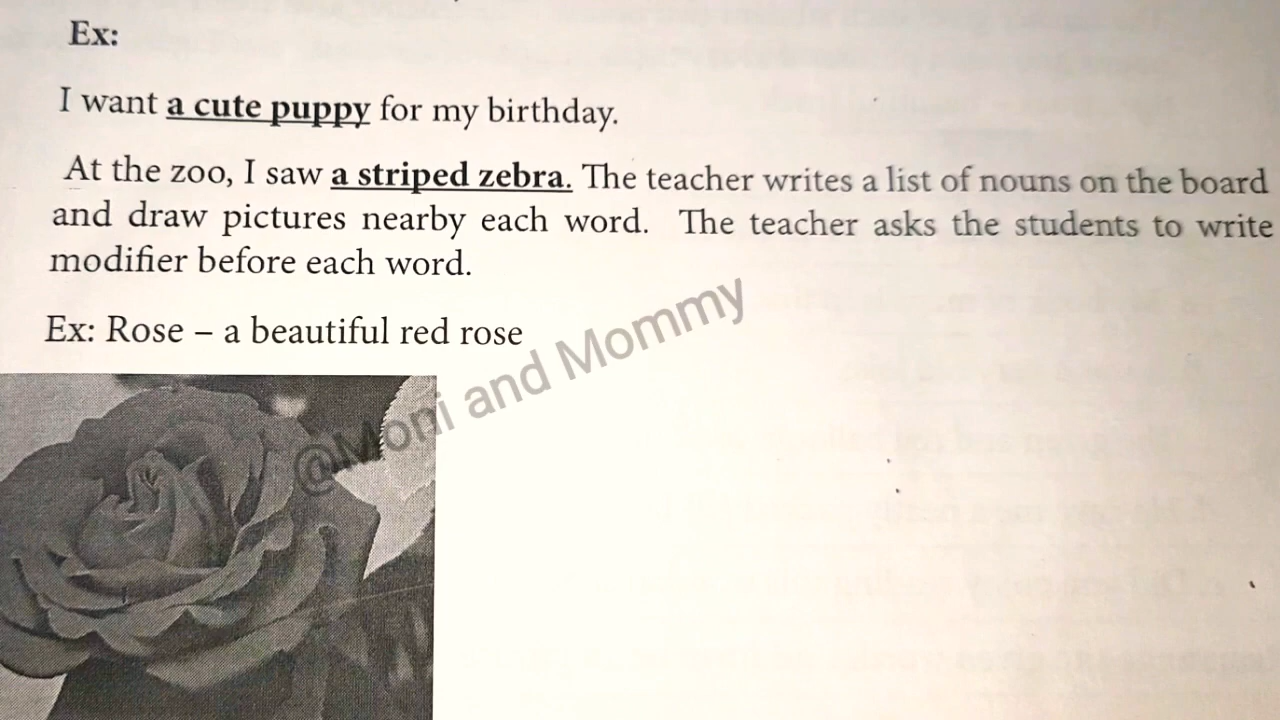 Ex:
I want a cute puppy for my birthday.
At the zoo, I saw a striped zebra. The teacher writes a list of nouns on the board
and draw pictures nearby each word. The teacher asks the students to write
modifier before each word.
Ex: Rose – a beautiful red rose
@Moni and Mommy